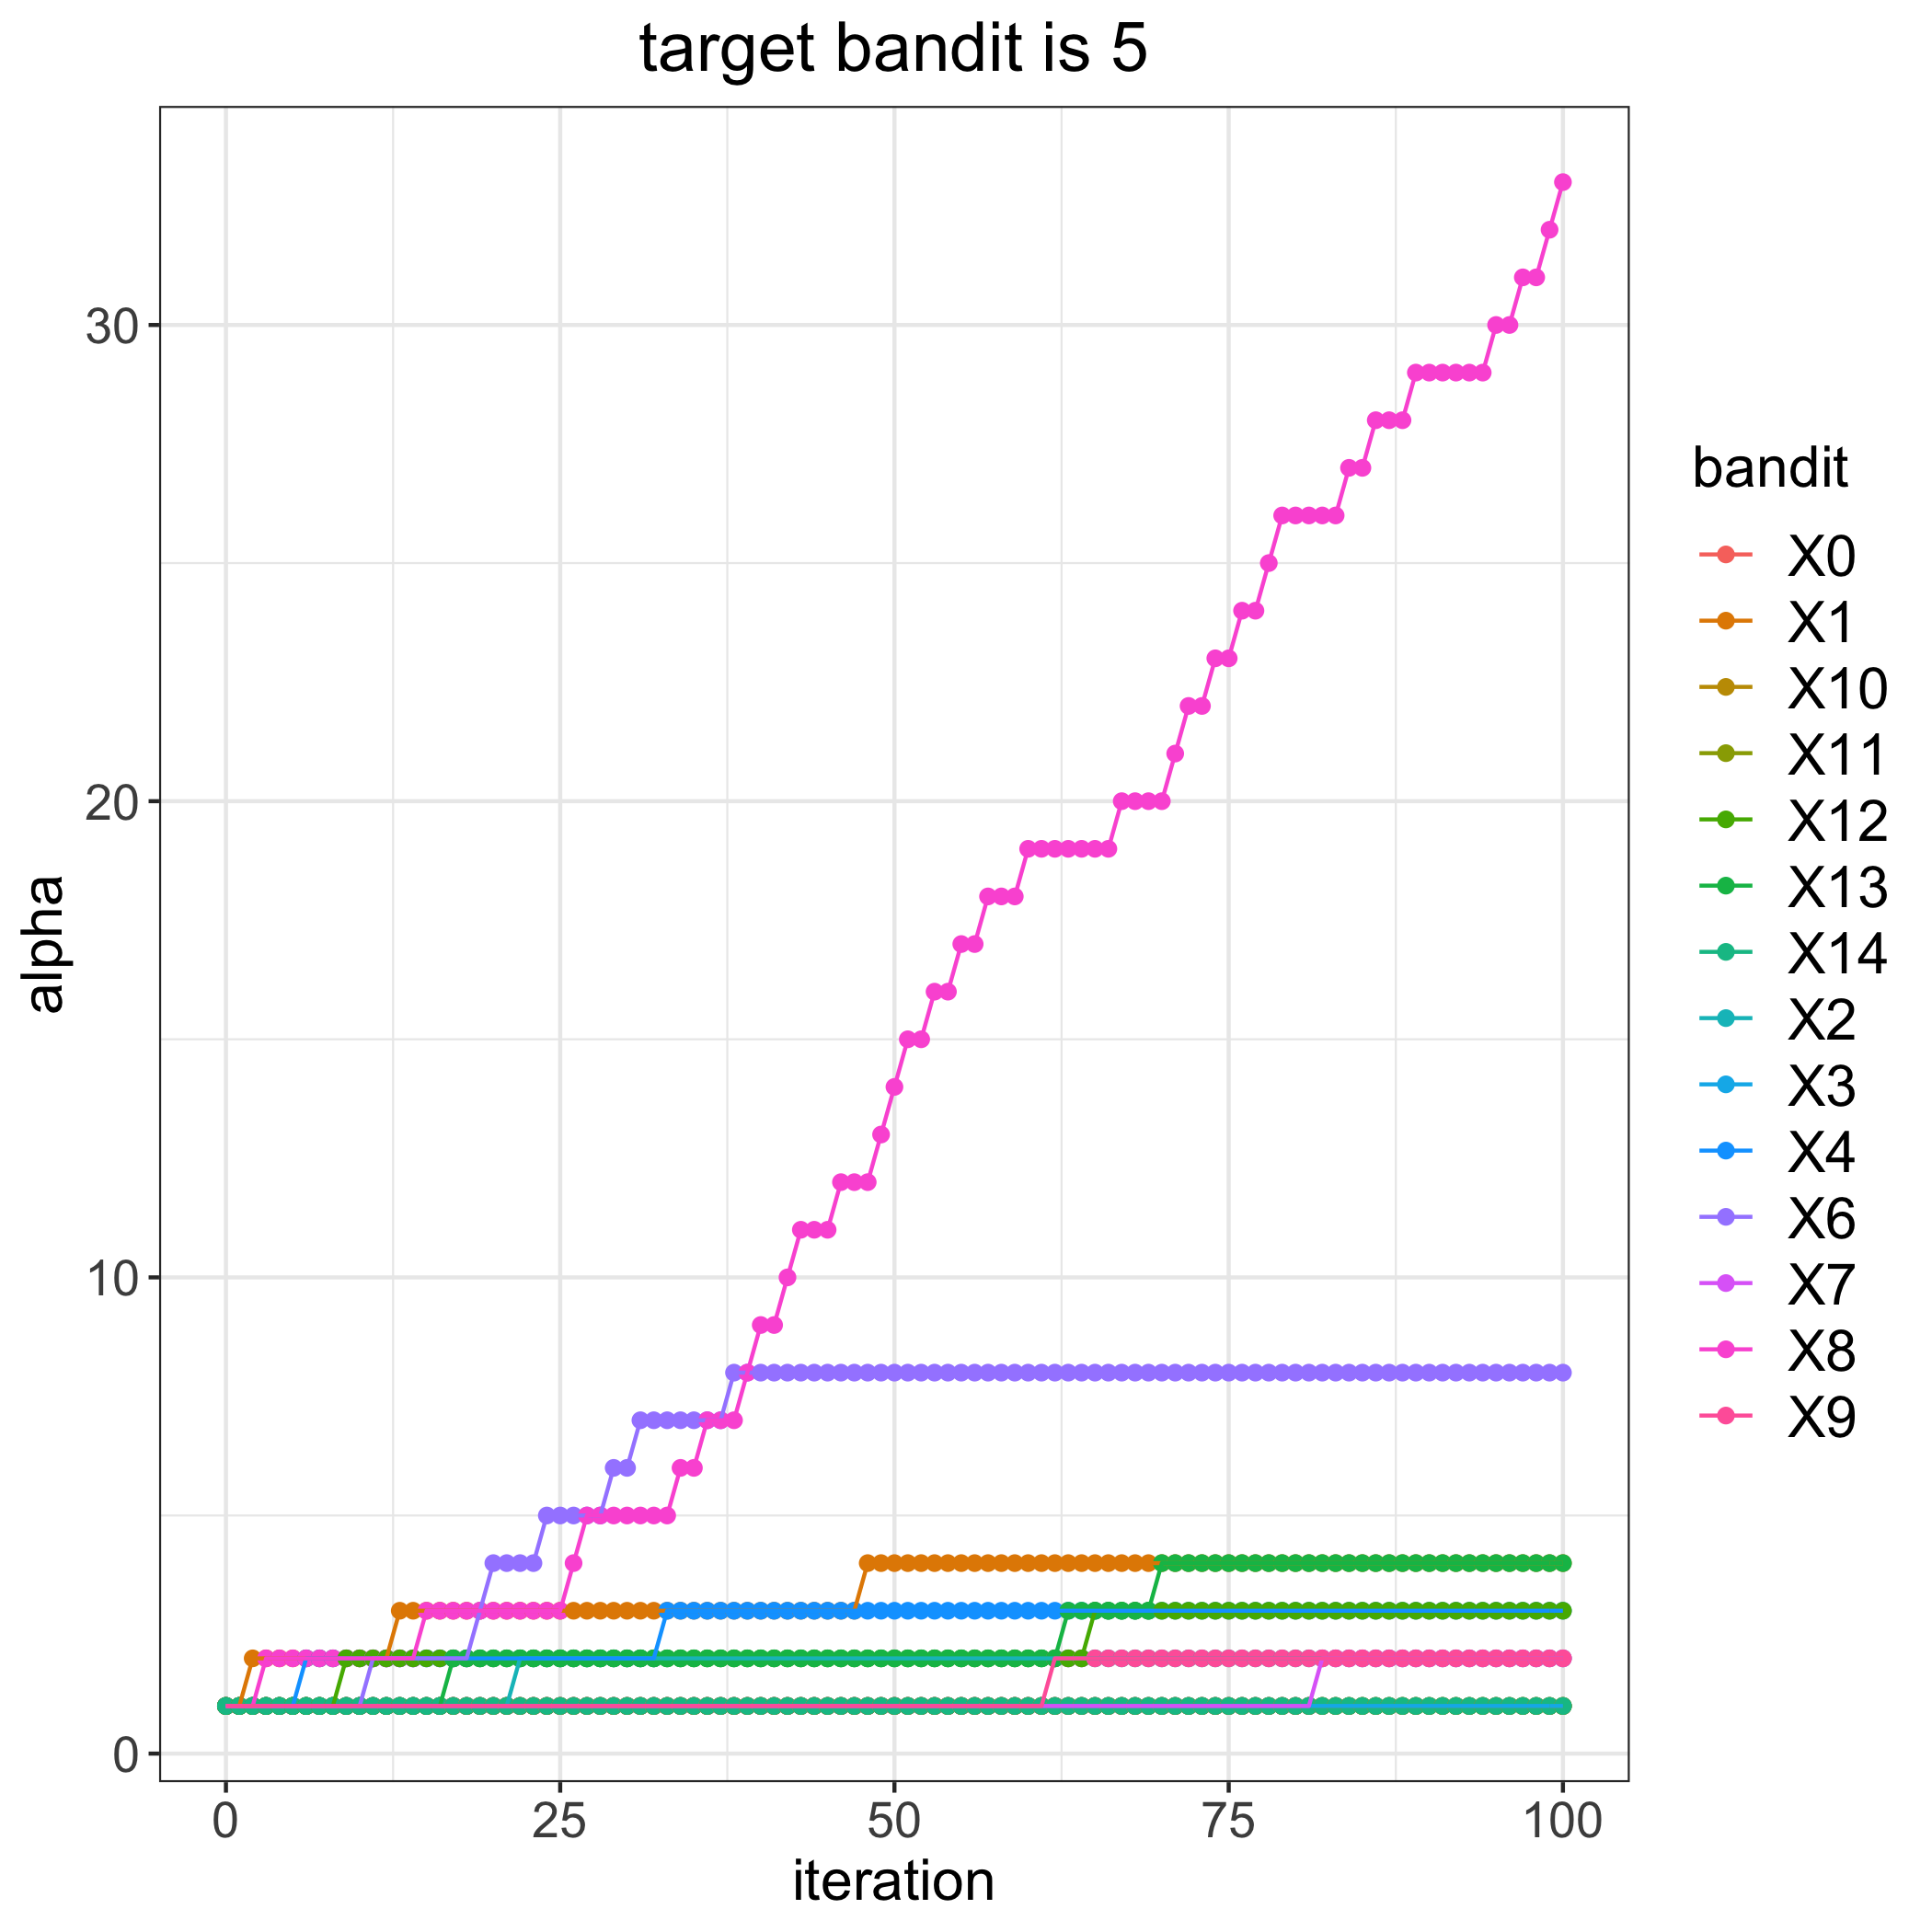 target bandit is 5
alpha
30
20
10
0
0 25 50 75 100
iteration
bandit
X0
X1
X10
X11
X12
X13
X14
X2
X3
X4
X6
X7
X8
X9